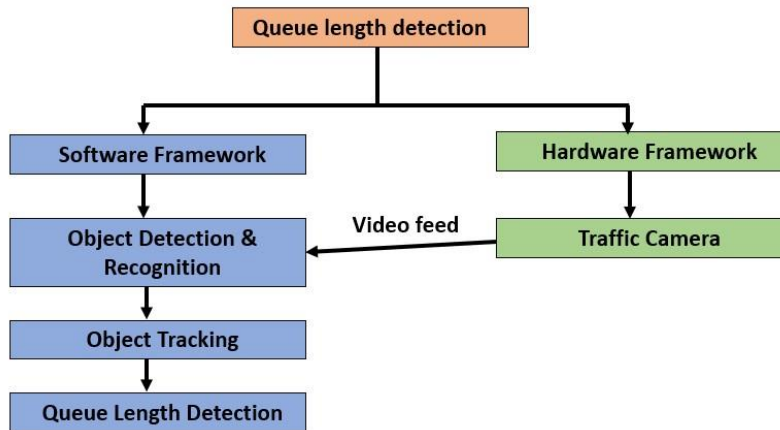 Queue length detection
Software Framework
Hardware Framework
Object Detection &
Recognition
Video feed
Traffic Camera
Object Tracking
Queue Length Detection